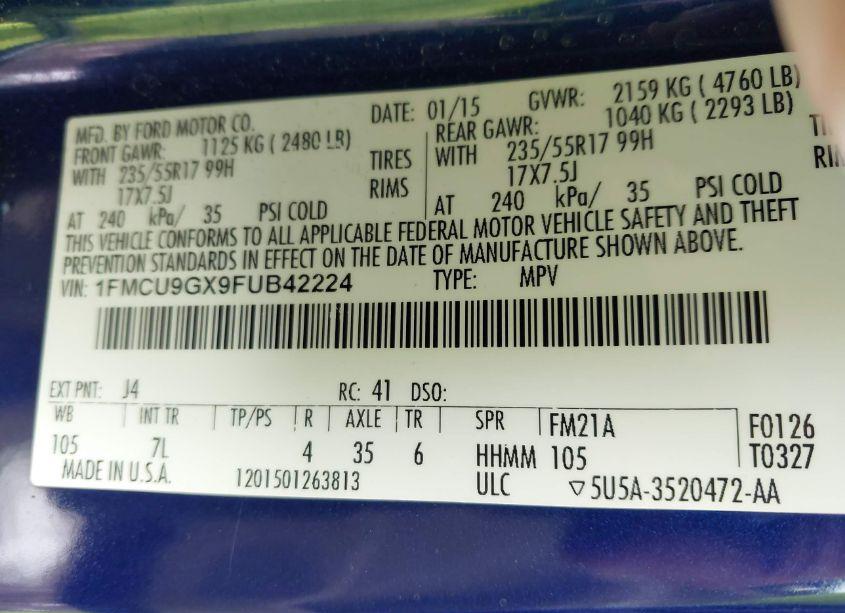 MFD. BY FORD MOTOR CO.
DATE: 01/15
GVWR: 2159 KG ( 4760 LB)
FRONT GAWR: 1125 KG ( 2480 LB)
REAR GAWR: 1040 KG ( 2293 LB)
WITH 235/55R17 99H TIRES
WITH 235/55R17 99H
17X7.5J RIMS
17X7.5J
AT 240 kPa/ 35 PSI COLD
AT 240 kPa/ 35 PSI COLD
THIS VEHICLE CONFORMS TO ALL APPLICABLE FEDERAL MOTOR VEHICLE SAFETY AND THEFT
PREVENTION STANDARDS IN EFFECT ON THE DATE OF MANUFACTURE SHOWN ABOVE.
VIN: 1FMCU9GX9FUB42224
TYPE: MPV
EXT PNT: J4 RC: 41 DSO:
WB INT TR TP/PS R AXLE TR SPR FM21A F0126
105 7L 4 35 6 HHMM 105 T0327
MADE IN U.S.A. 1201501263813 ULC ▽5U5A-3520472-AA